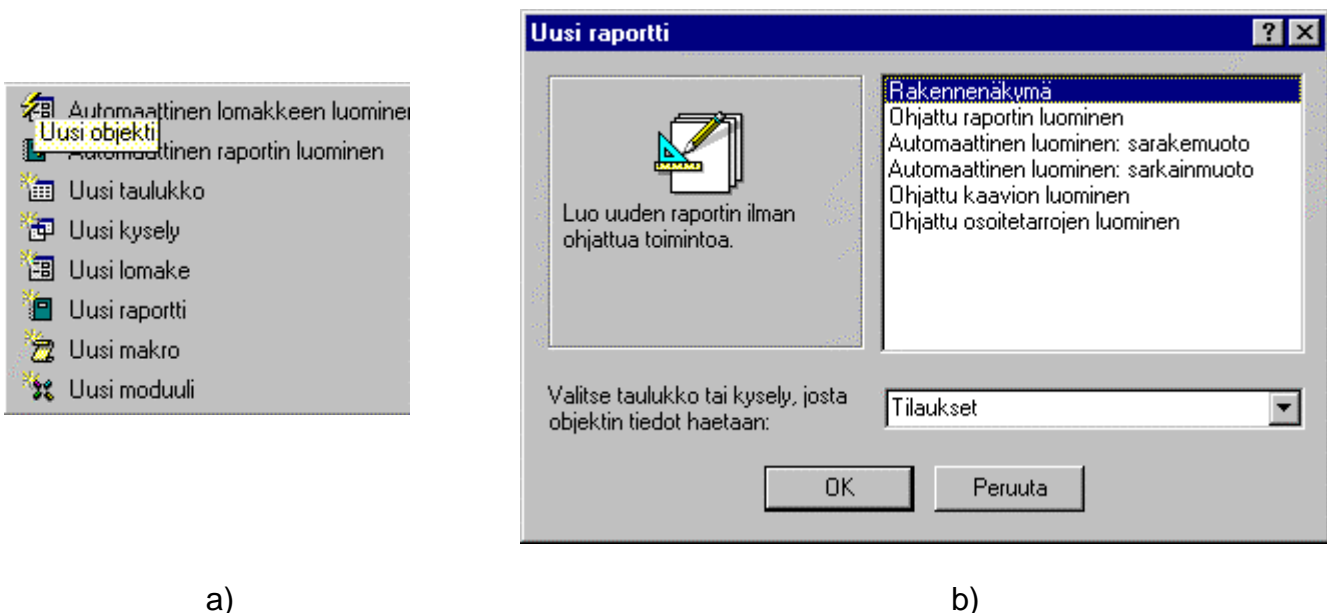 Automaattinen lomakkeen luominen
Uusi objekti
Automaattinen raportin luominen
Uusi taulukko
Uusi kysely
Uusi lomake
Uusi raportti
Uusi makro
Uusi moduuli
a)
Uusi raportti
Rakennenäkymä
Ohjattu raportin luominen
Automaattinen luominen: sarakemuoto
Automaattinen luominen: sarkainmuoto
Ohjattu kaavion luominen
Ohjattu osoitetarrojen luominen
Luo uuden raportin ilman
ohjattua toimintoa.
Valitse taulukko tai kysely, josta
objektin tiedot haetaan:
Tilaukset
OK
Peruuta
b)